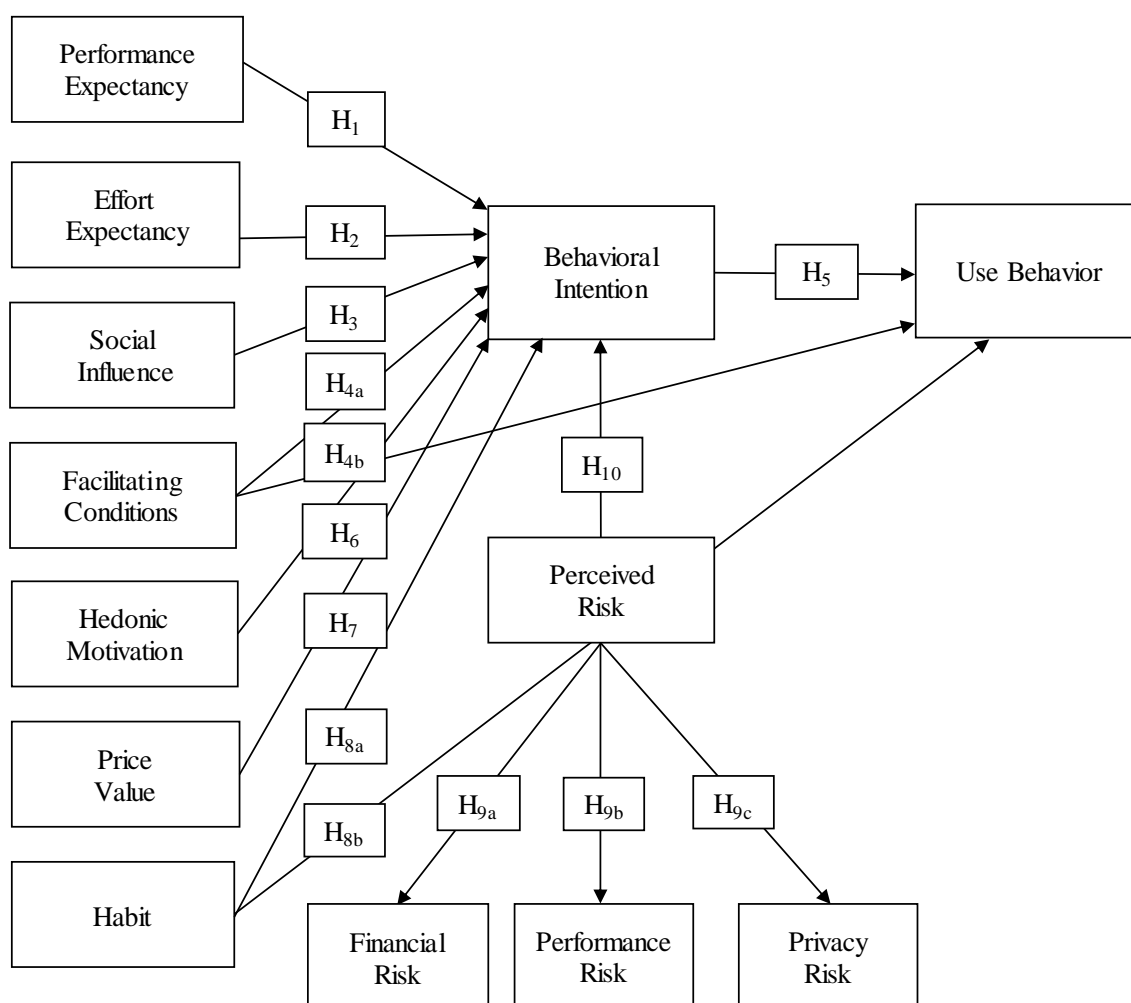 Performance
Expectancy
H₁
Effort
Expectancy
H₂
Behavioral
Intention
H₅
Use Behavior
Social
Influence
H₃
H₄ₐ
Facilitating
Conditions
H₄b
H₁₀
Hedonic
Motivation
H₆
Perceived
Risk
H₇
Price
Value
H₈ₐ
H₈b
H₉ₐ
H₉b
H₉c
Habit
Financial
Risk
Performance
Risk
Privacy
Risk